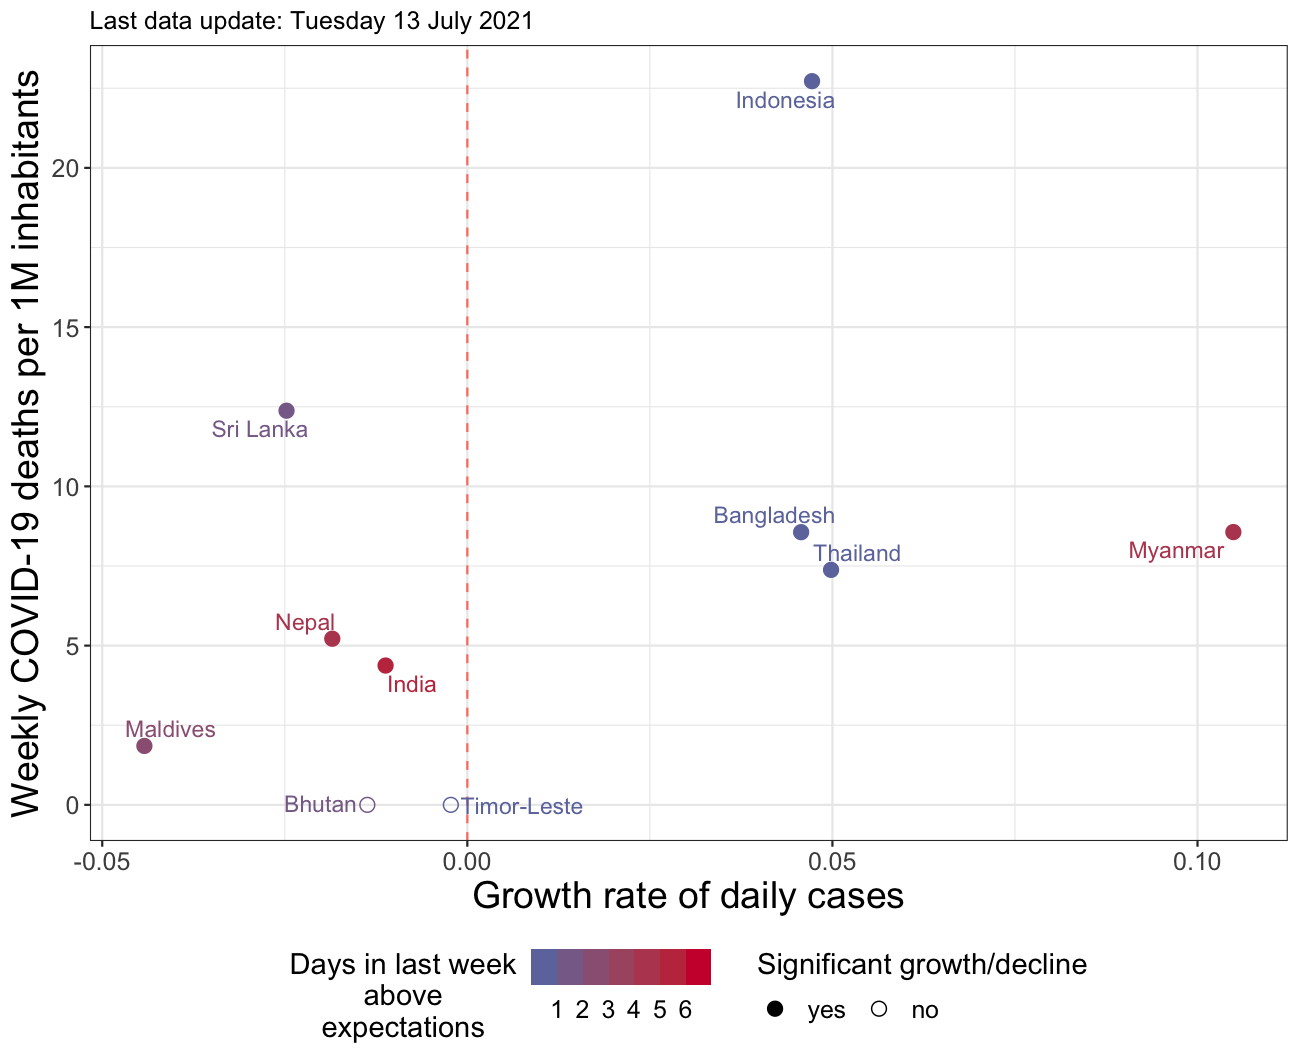 Last data update: Tuesday 13 July 2021
Weekly COVID-19 deaths per 1M inhabitants
20
15
10
5
0
Indonesia
Sri Lanka
Bangladesh
Thailand
Myanmar
Nepal
India
Maldives
Bhutan
Timor-Leste
-0.05
0.00
0.05
0.10
Growth rate of daily cases
Days in last week
above
expectations
1 2 3 4 5 6
Significant growth/decline
yes no